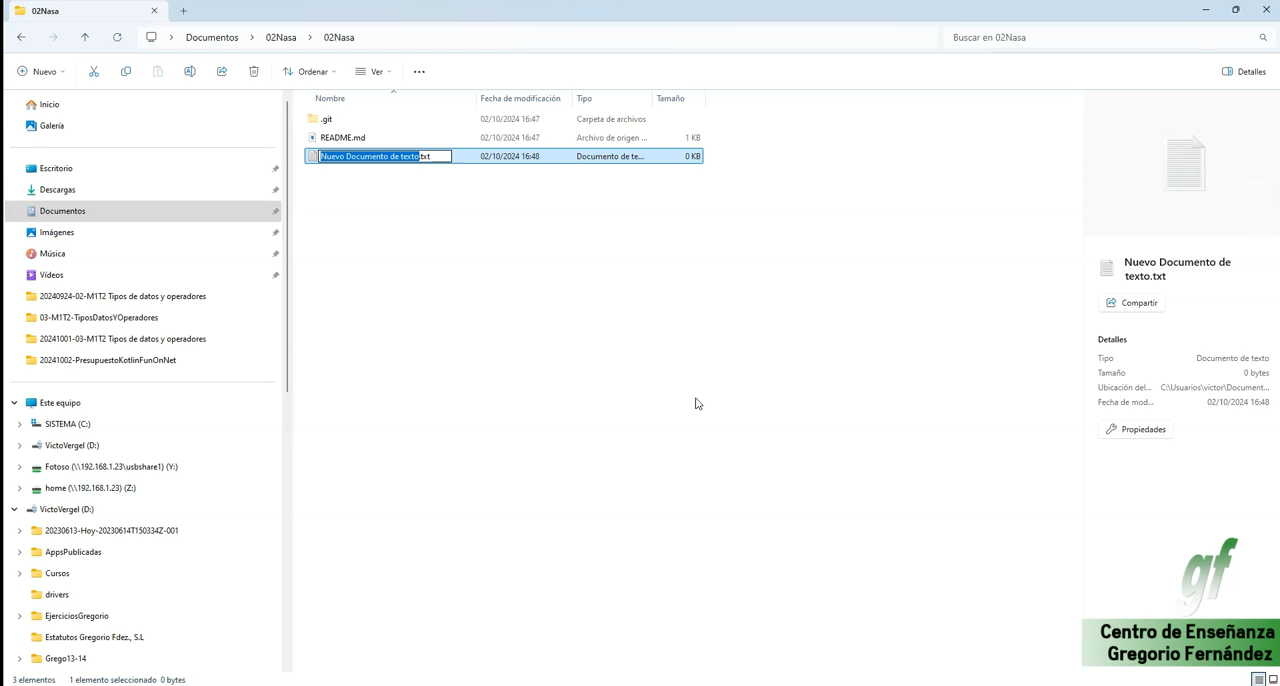 02Nasa
Documentos > 02Nasa > 02Nasa
Buscar en 02Nasa
Nuevo
Ordenar
Ver
Detalles
Inicio
Galería
Escritorio
Descargas
Documentos
Imágenes
Música
Vídeos
20240924-02-M1T2 Tipos de datos y operadores
03-M1T2-TiposDatosYOperadores
20241001-03-M1T2 Tipos de datos y operadores
20241002-PresupuestoKotlinFunOnNet
Este equipo
SISTEMA (C:)
VictoVergel (D:)
Fotoso (\\192.168.1.23\usbshare1) (Y:)
home (\\192.168.1.23) (Z:)
VictoVergel (D:)
20230613-Hoy-20230614T150334Z-001
AppsPublicadas
Cursos
drivers
EjerciciosGregorio
Estatutos Gregorio Fdez., S.L
Grego13-14
Nombre Fecha de modificación Tipo Tamaño
.git 02/10/2024 16:47 Carpeta de archivos
README.md 02/10/2024 16:47 Archivo de origen ... 1 KB
Nuevo Documento de texto.txt 02/10/2024 16:48 Documento de te... 0 KB
Nuevo Documento de
texto.txt
Compartir
Detalles
Tipo Documento de texto
Tamaño 0 bytes
Ubicación del... C:\Usuarios\victor\Document...
Fecha de mod... 02/10/2024 16:48
Propiedades
gf
Centro de Enseñanza
Gregorio Fernández
3 elementos 1 elemento seleccionado 0 bytes